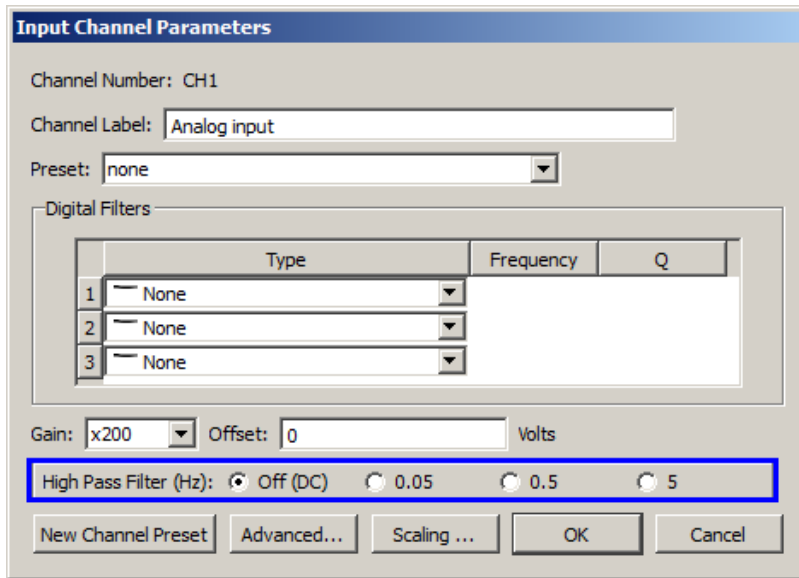 Input Channel Parameters
Channel Number: CH1
Channel Label: Analog input
Preset: none
Digital Filters
Type Frequency Q
1 None
2 None
3 None
Gain: x200 Offset: 0 Volts
High Pass Filter (Hz): Off (DC) 0.05 0.5 5
New Channel Preset Advanced... Scaling ... OK Cancel